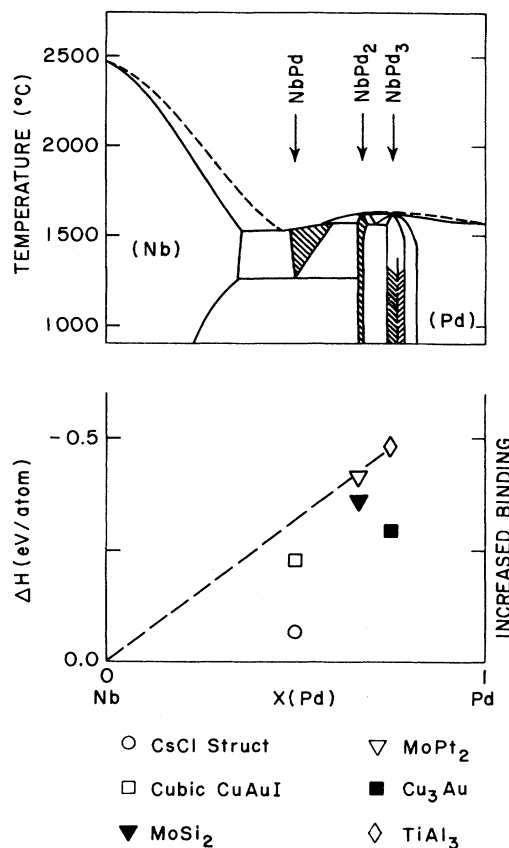 2500
2000
1500
1000
TEMPERATURE (°C)
NbPd
NbPd₂
NbPd₃
(Nb)
(Pd)
-0.5
0.0
ΔH (eV/atom)
INCREASED BINDING
0
1
Nb
X(Pd)
Pd
CsCl Struct
MoPt₂
Cubic CuAuI
Cu₃Au
MoSi₂
TiAl₃